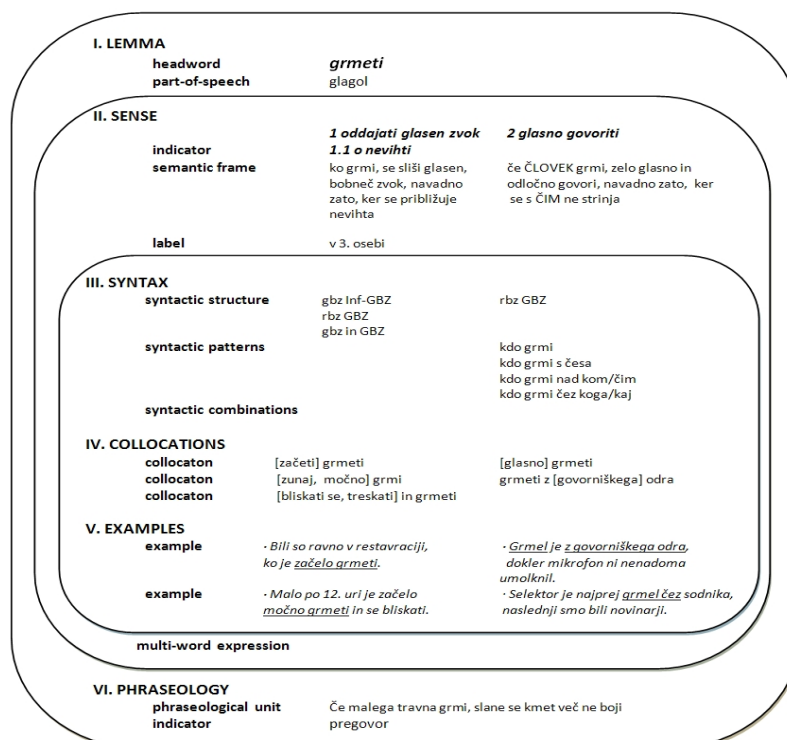 I. LEMMA
headword grmeti
part-of-speech glagol
II. SENSE
1 oddajati glasen zvok 2 glasno govoriti
indicator 1.1 o nevihti
semantic frame ko grmi, se sliši glasen, če ČLOVEK grmi, zelo glasno in
bobneč zvok, navadno odločno govori, navadno zato, ker
zato, ker se približuje se s ČIM ne strinja
nevihta
label v 3. osebi
III. SYNTAX
syntactic structure gbz Inf-GBZ rbz GBZ
rbz GBZ
gbz in GBZ
syntactic patterns kdo grmi
kdo grmi s česa
kdo grmi nad kom/čim
kdo grmi čez koga/kaj
syntactic combinations
IV. COLLOCATIONS
collocaton [začeti] grmeti [glasno] grmeti
collocaton [zunaj, močno] grmi grmeti z [govorniškega] odra
collocaton [bliskati se, treskati] in grmeti
V. EXAMPLES
example · Bili so ravno v restavraciji, · Grmel je z govorniškega odra,
ko je začelo grmeti. dokler mikrofon ni nenadoma
umolknil.
example · Malo po 12. uri je začelo · Selektor je najprej grmel čez sodnika,
močno grmeti in se bliskati. naslednji smo bili novinarji.
multi-word expression
VI. PHRASEOLOGY
phraseological unit Če malega travna grmi, slane se kmet več ne boji
indicator pregovor